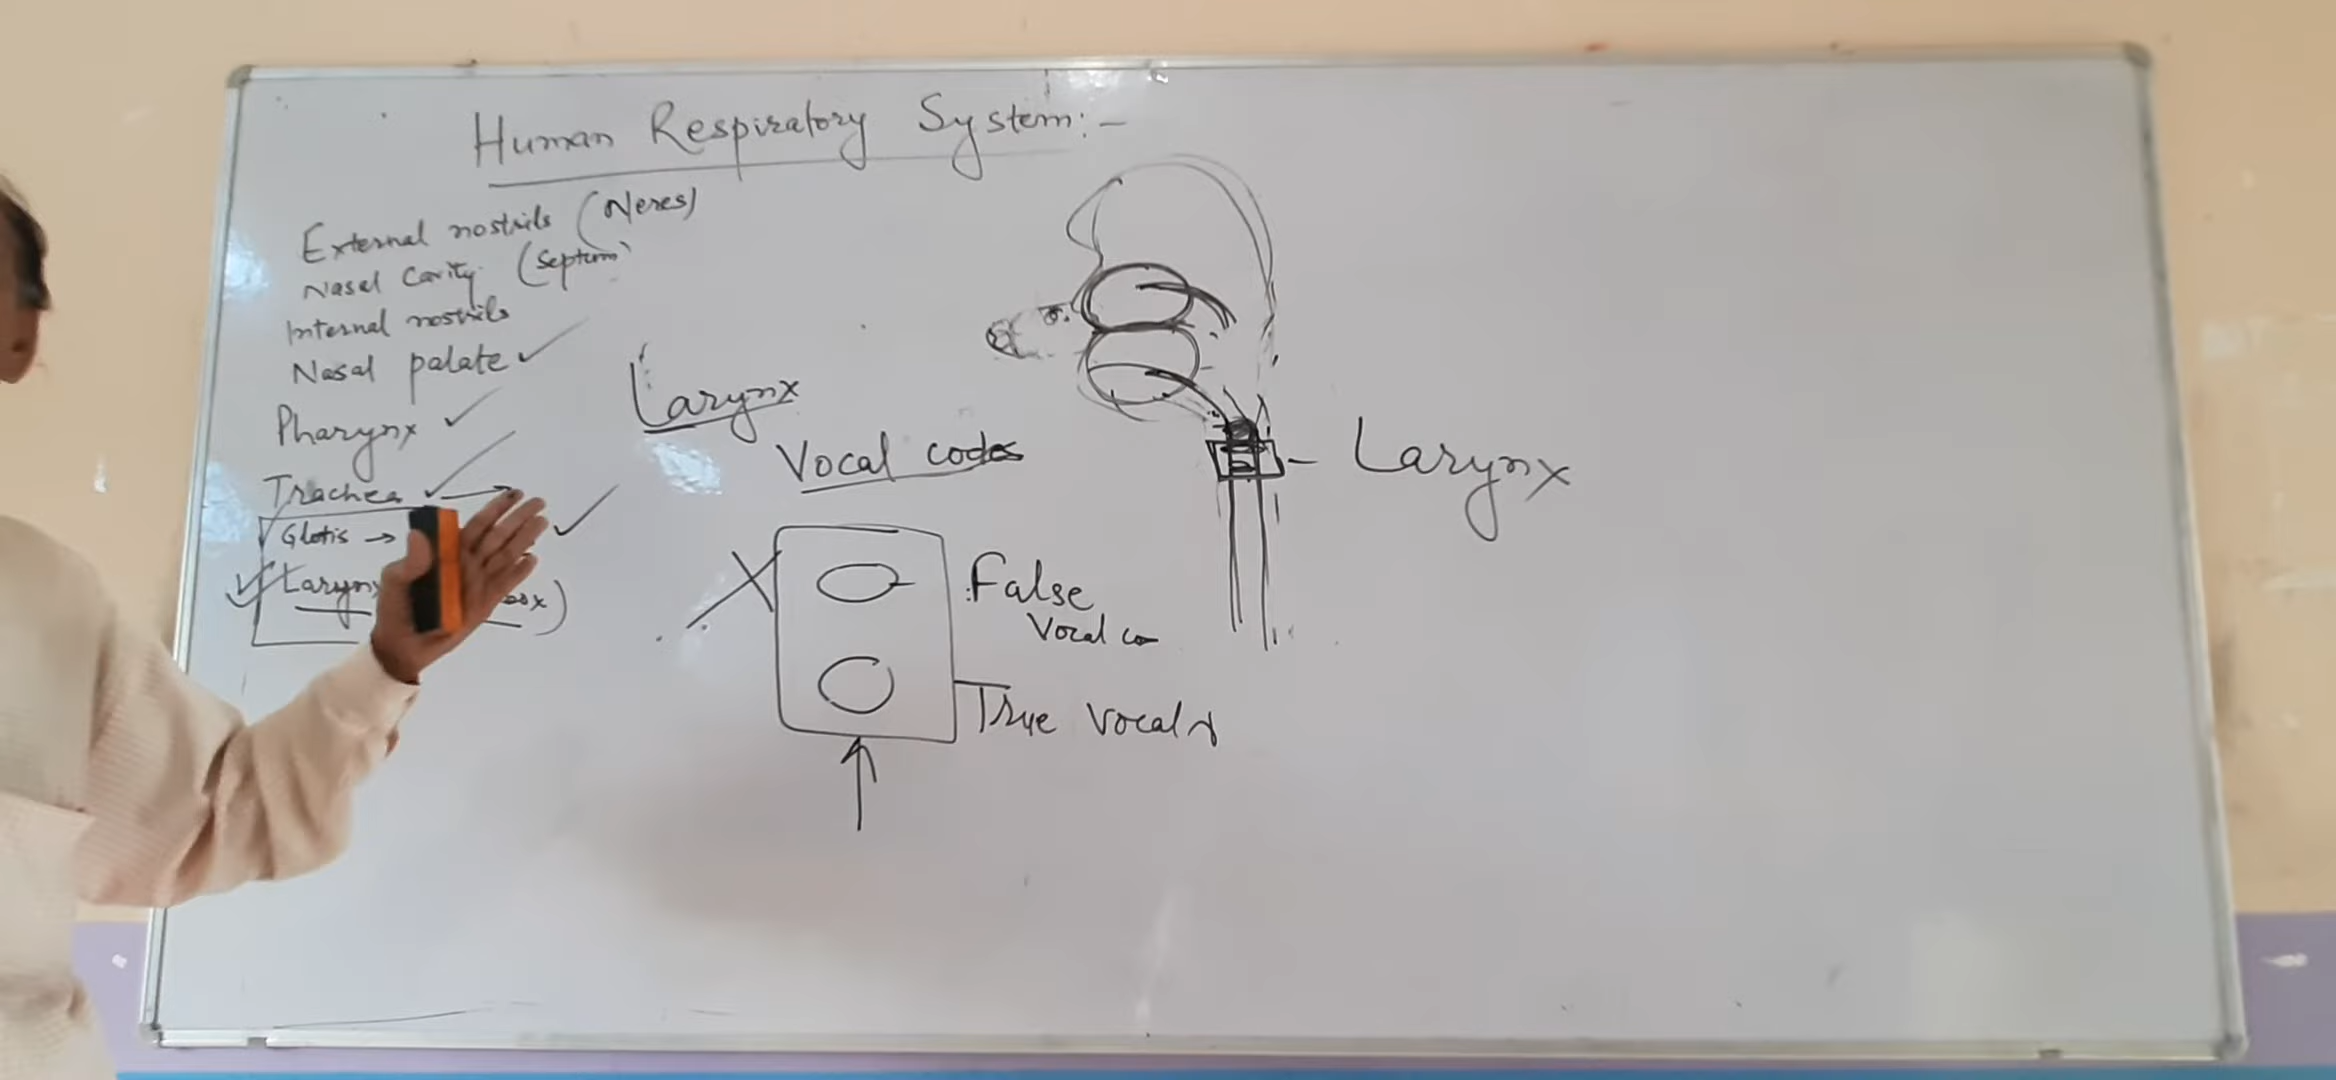 Human Respiratory System:-
External nostrils (Neres)
Nasal Cavity (Septum)
Internal nostrils
Nasal palate ✓
Pharynx ✓
Trachea ✓ →
Glotis →
✓ Larynx
Larynx
Vocal codes
False
Vocal co
True Vocal
- Larynx